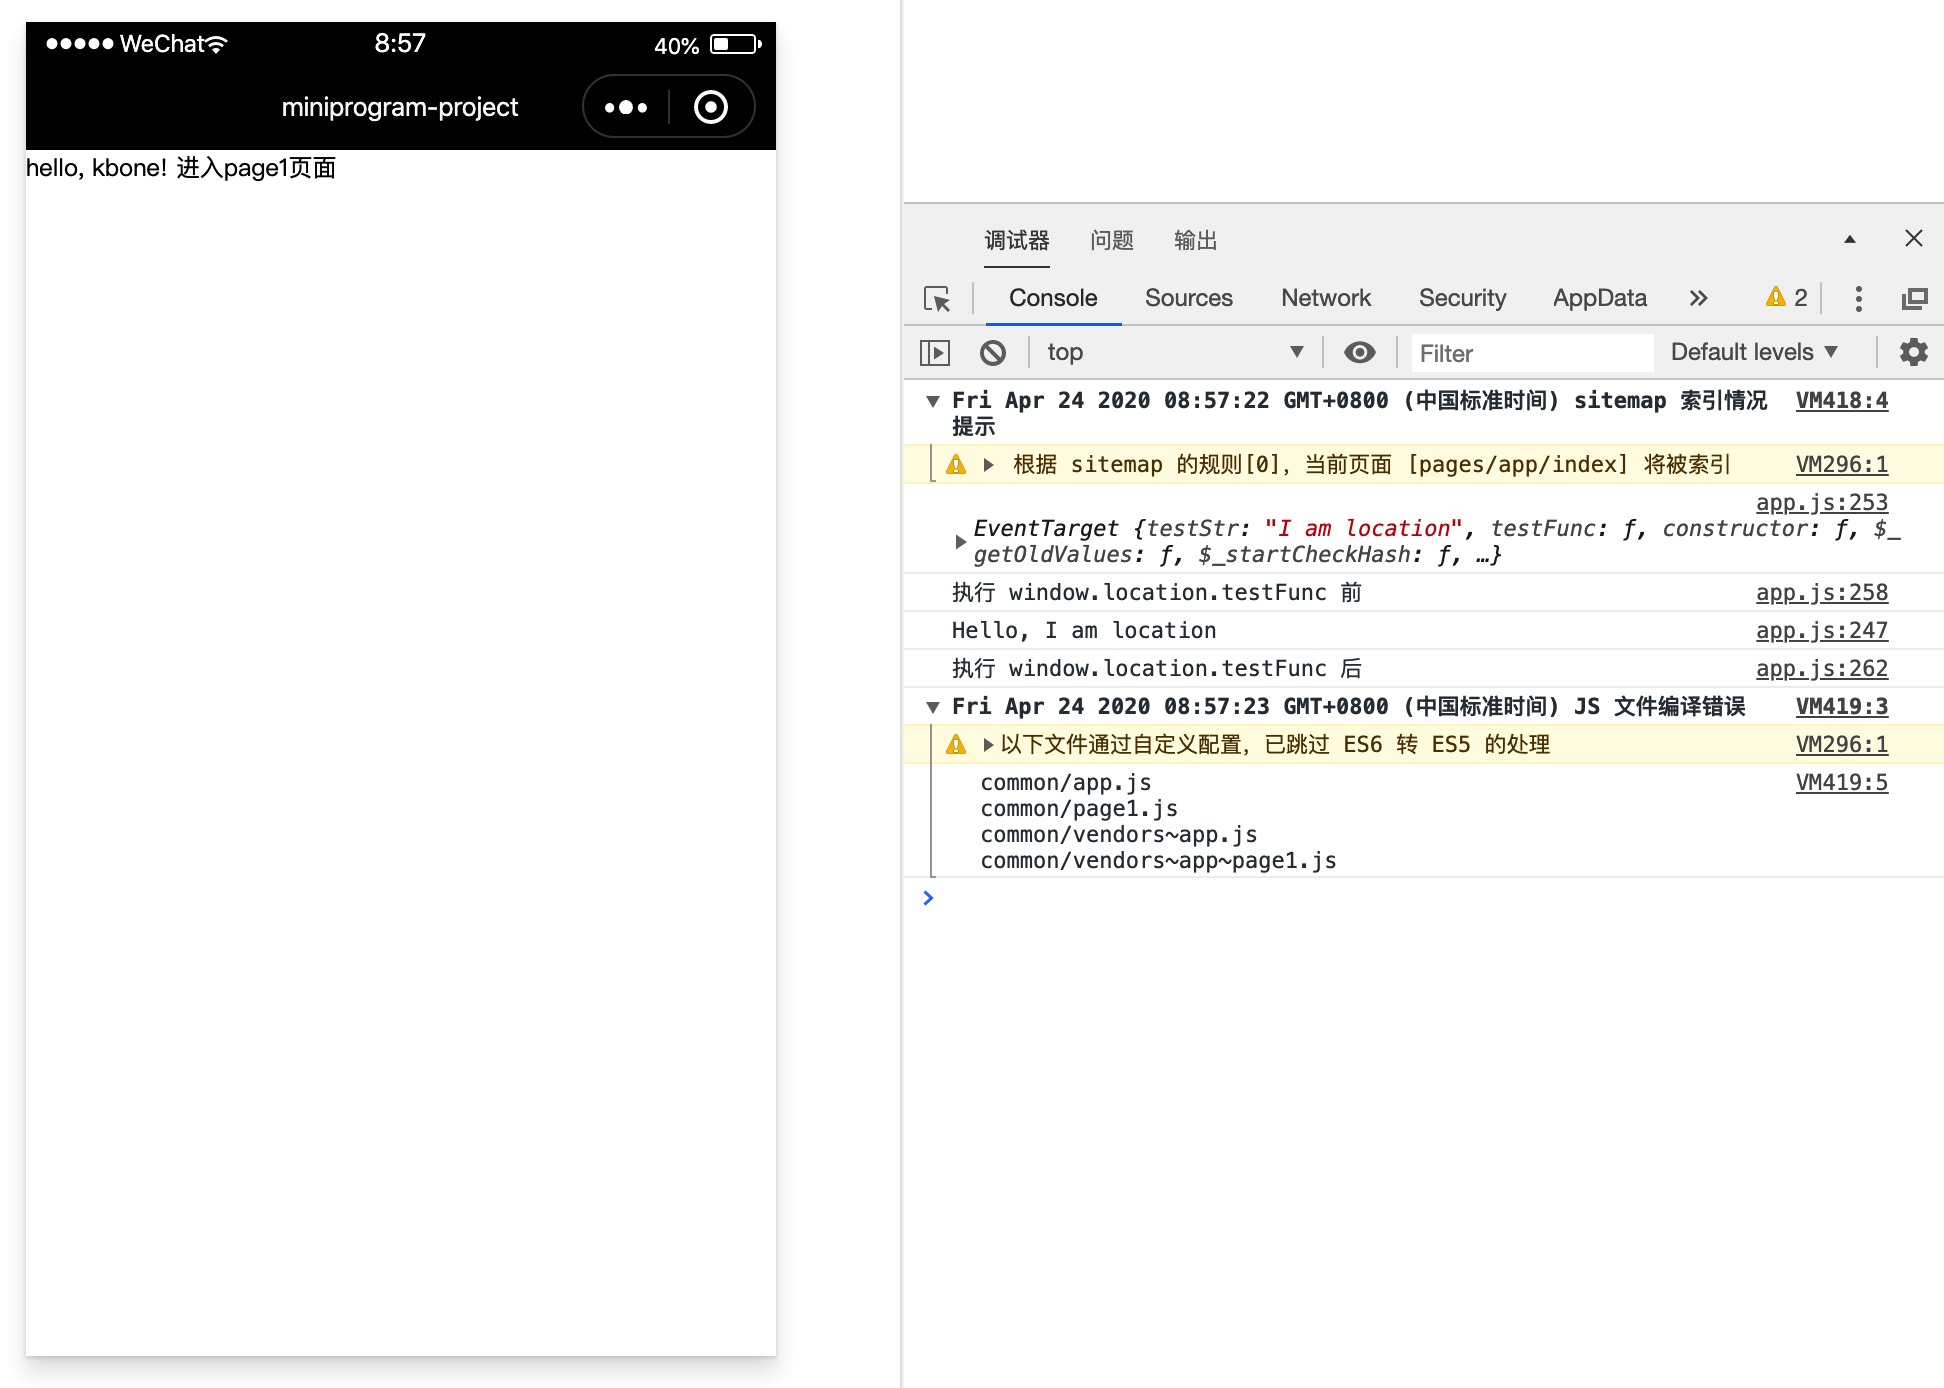 WeChat
8:57
40%
miniprogram-project
hello, kbone! 进入page1页面
调试器 问题 输出
Console Sources Network Security AppData 2
top Filter Default levels
Fri Apr 24 2020 08:57:22 GMT+0800 (中国标准时间) sitemap 索引情况 VM418:4
提示
根据 sitemap 的规则[0]，当前页面 [pages/app/index] 将被索引 VM296:1
app.js:253
EventTarget {testStr: "I am location", testFunc: ƒ, constructor: ƒ, $_
getOldValues: ƒ, $_startCheckHash: ƒ, …}
执行 window.location.testFunc 前 app.js:258
Hello, I am location app.js:247
执行 window.location.testFunc 后 app.js:262
Fri Apr 24 2020 08:57:23 GMT+0800 (中国标准时间) JS 文件编译错误 VM419:3
以下文件通过自定义配置，已跳过 ES6 转 ES5 的处理 VM296:1
common/app.js VM419:5
common/page1.js
common/vendors~app.js
common/vendors~app~page1.js